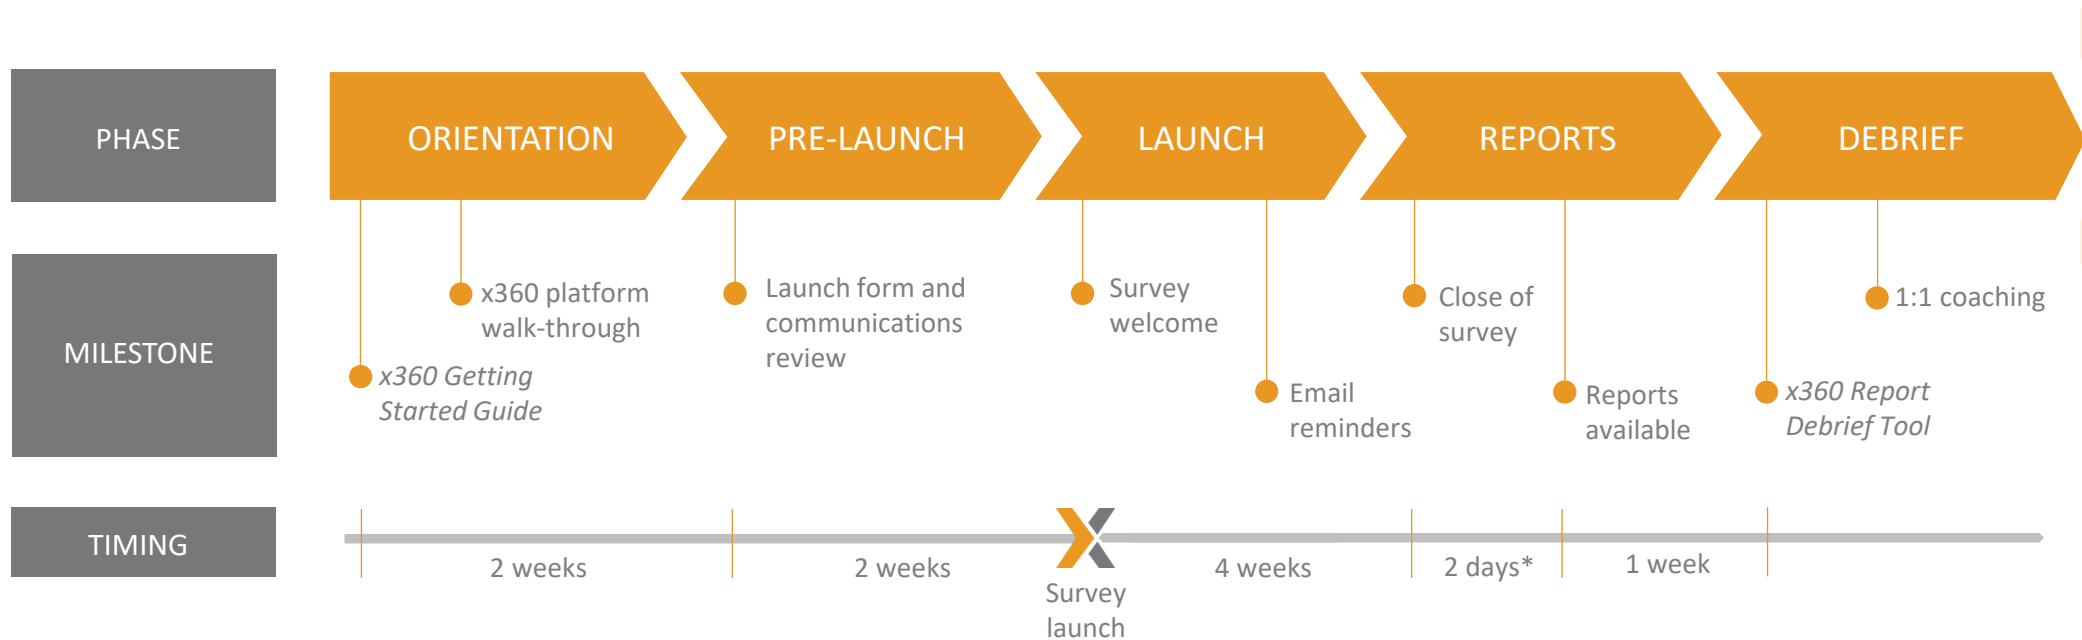 PHASE
ORIENTATION
PRE-LAUNCH
LAUNCH
REPORTS
DEBRIEF
MILESTONE
x360 Getting
Started Guide
x360 platform
walk-through
Launch form and
communications
review
Survey
welcome
Email
reminders
Close of
survey
Reports
available
x360 Report
Debrief Tool
1:1 coaching
TIMING
2 weeks
2 weeks
Survey
launch
4 weeks
2 days*
1 week